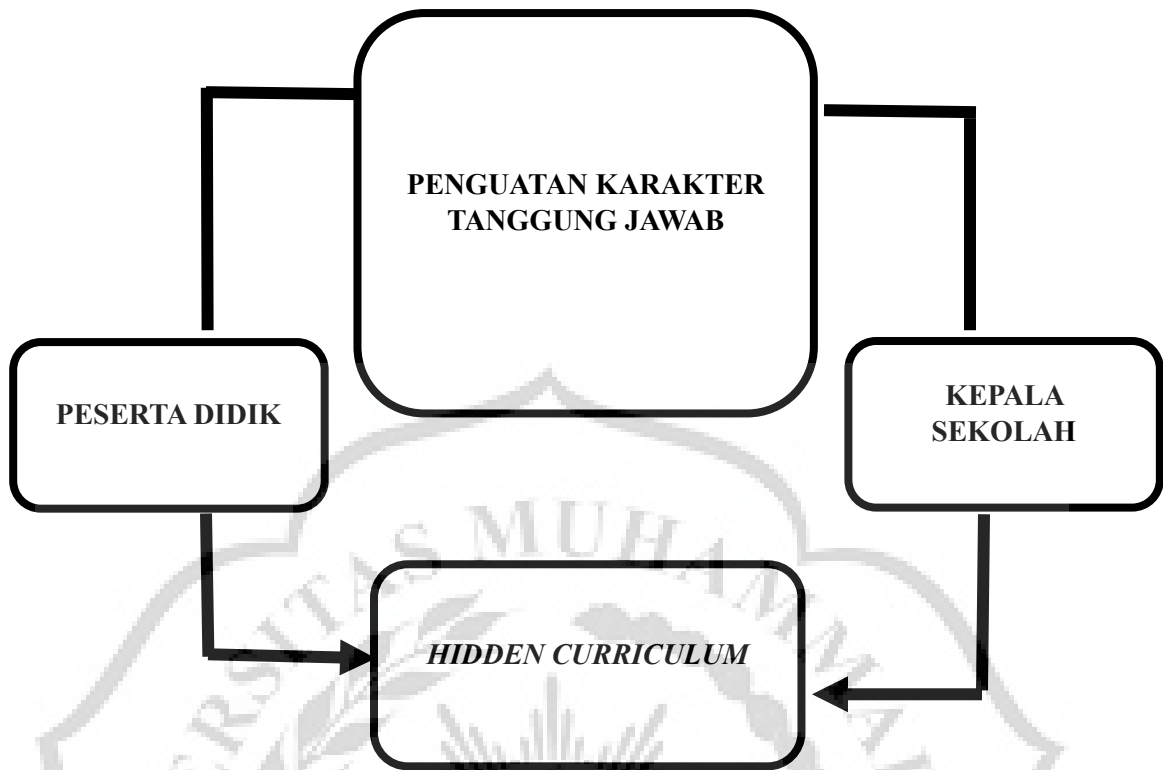 PENGUATAN KARAKTER
TANGGUNG JAWAB
PESERTA DIDIK
KEPALA
SEKOLAH
HIDDEN CURRICULUM